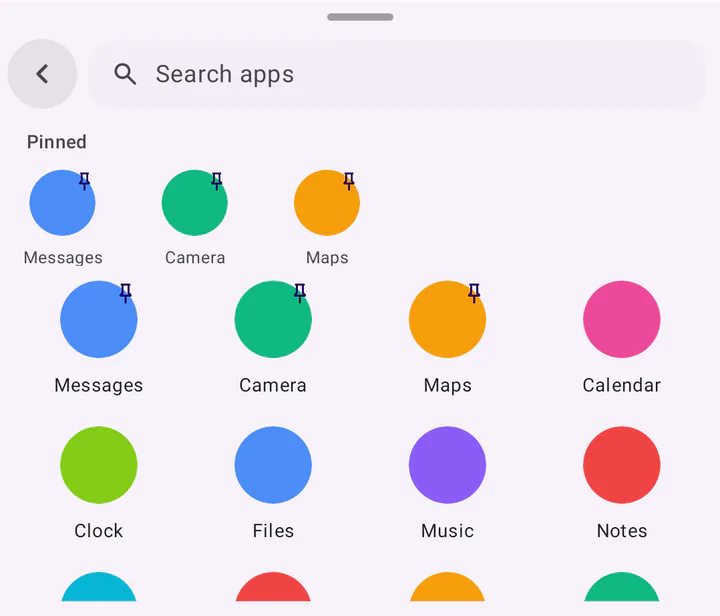 Search apps
Pinned
Messages Camera Maps
Messages Camera Maps Calendar
Clock Files Music Notes